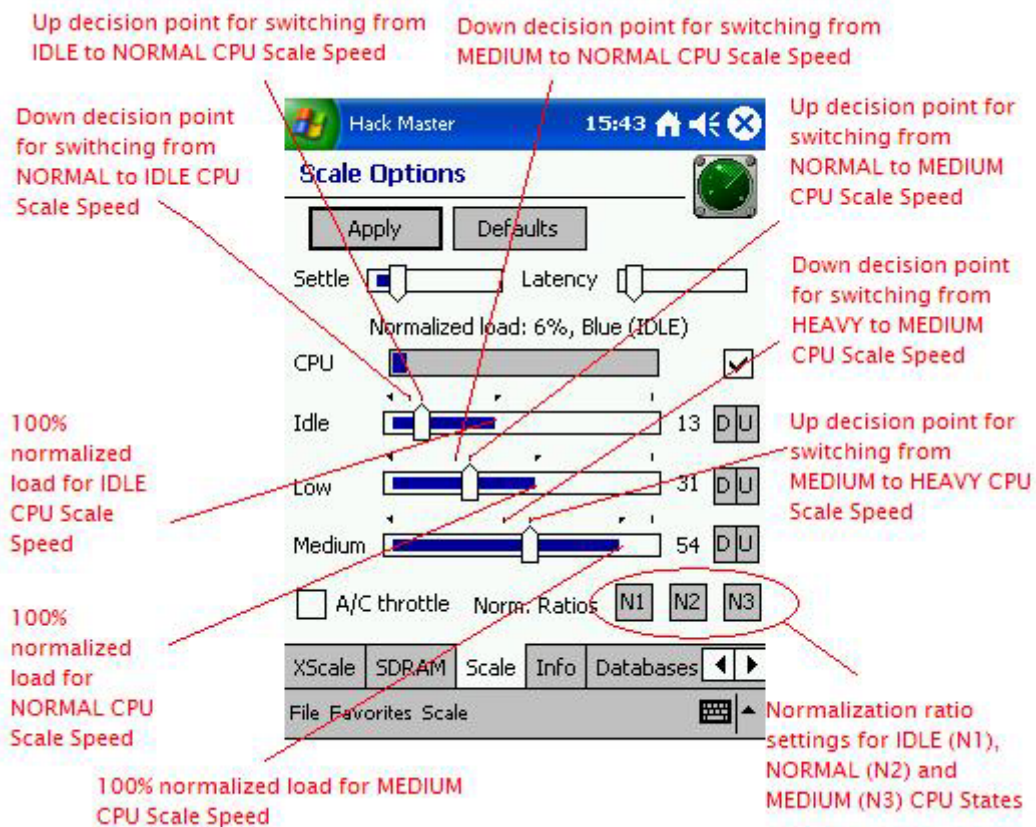 Up decision point for switching from
IDLE to NORMAL CPU Scale Speed
Down decision point for switching from
MEDIUM to NORMAL CPU Scale Speed
Down decision point
for swithcing from
NORMAL to IDLE CPU
Scale Speed
Up decision point for
switching from
NORMAL to MEDIUM
CPU Scale Speed
Hack Master
15:43
Scale Options
Apply
Defaults
Settle
Latency
Normalized load: 6%, Blue (IDLE)
CPU
Idle
13
D U
Low
31
D U
Medium
54
D U
A/C throttle
Norm. Ratios
N1
N2
N3
XScale
SDRAM
Scale
Info
Databases
File Favorites Scale
Down decision point
for switching from
HEAVY to MEDIUM
CPU Scale Speed
Up decision point for
switching from
MEDIUM to HEAVY CPU
Scale Speed
100%
normalized
load for IDLE
CPU Scale
Speed
100%
normalized
load for
NORMAL CPU
Scale Speed
100% normalized load for MEDIUM
CPU Scale Speed
Normalization ratio
settings for IDLE (N1),
NORMAL (N2) and
MEDIUM (N3) CPU States